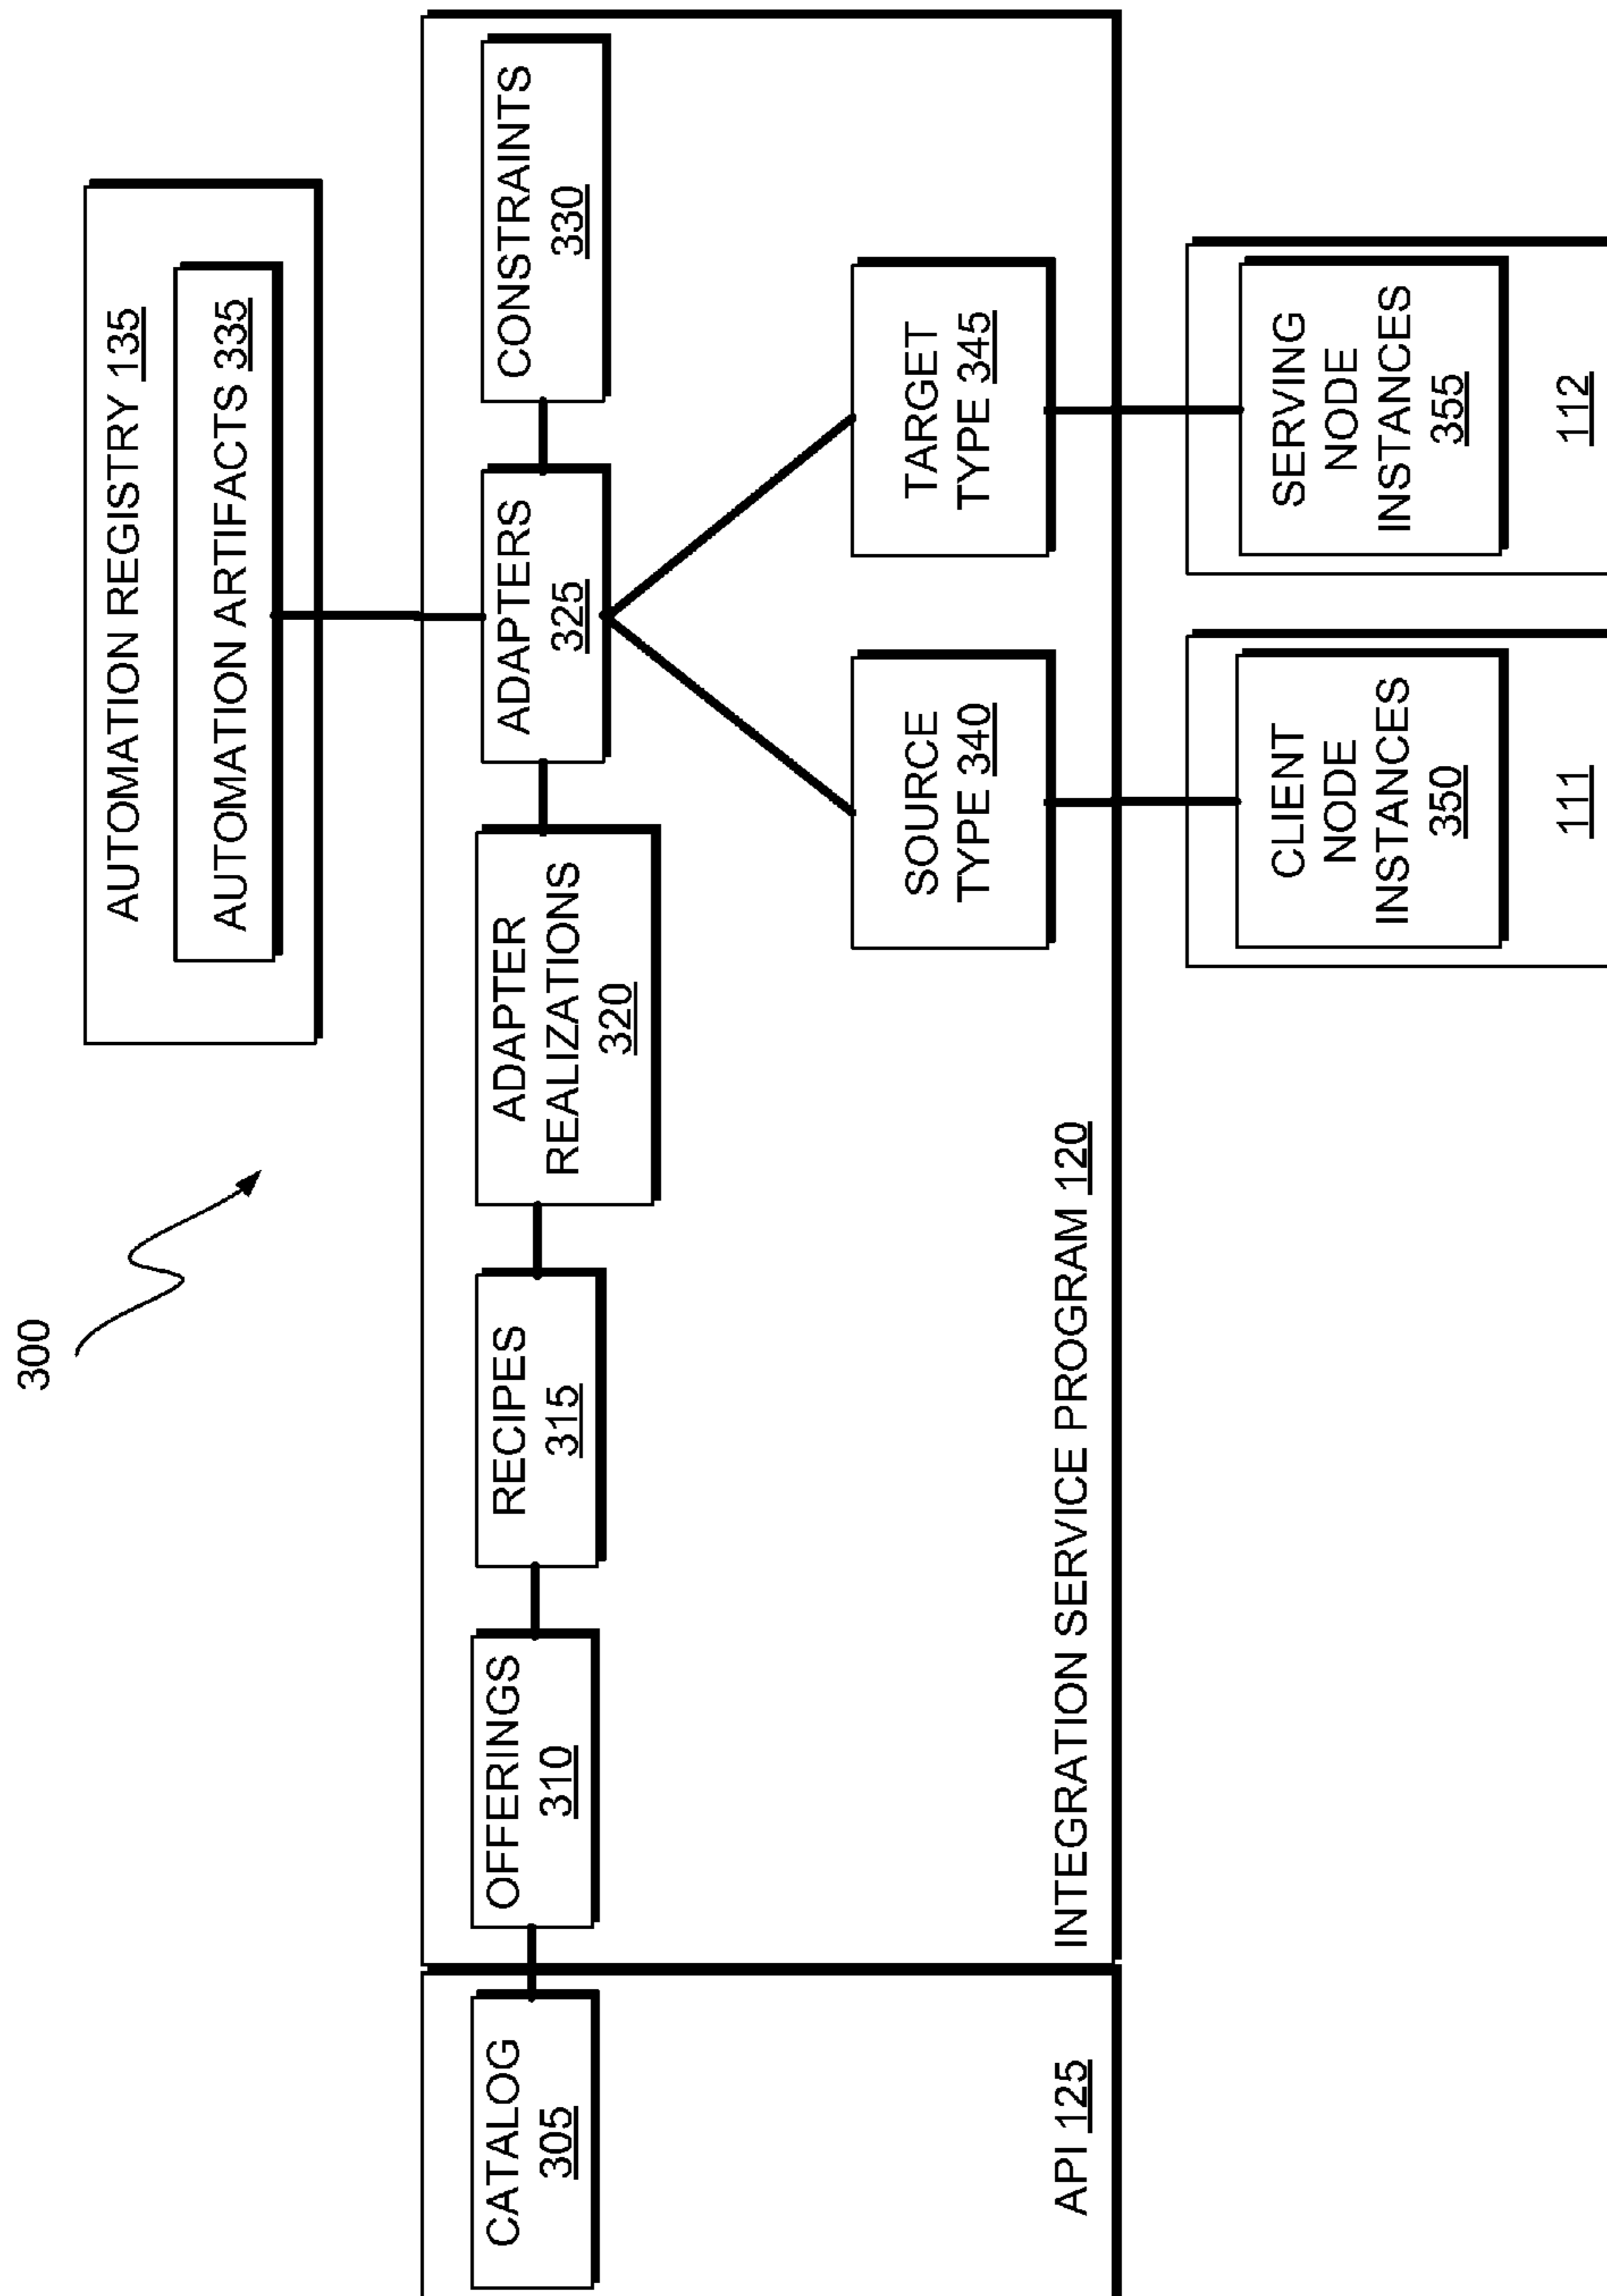 300
AUTOMATION REGISTRY 135
AUTOMATION ARTIFACTS 335
CATALOG
305
OFFERINGS
310
RECIPES
315
ADAPTER
REALIZATIONS
320
ADAPTERS
325
CONSTRAINTS
330
SOURCE
TYPE 340
TARGET
TYPE 345
API 125
INTEGRATION SERVICE PROGRAM 120
CLIENT
NODE
INSTANCES
350
111
SERVING
NODE
INSTANCES
355
112